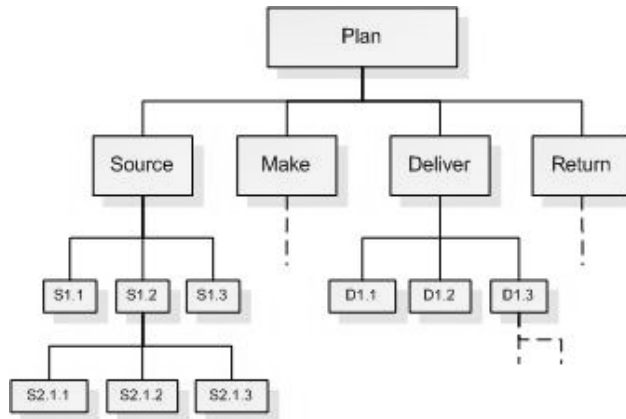 Plan
Source
Make
Deliver
Return
S1.1
S1.2
S1.3
D1.1
D1.2
D1.3
S2.1.1
S2.1.2
S2.1.3